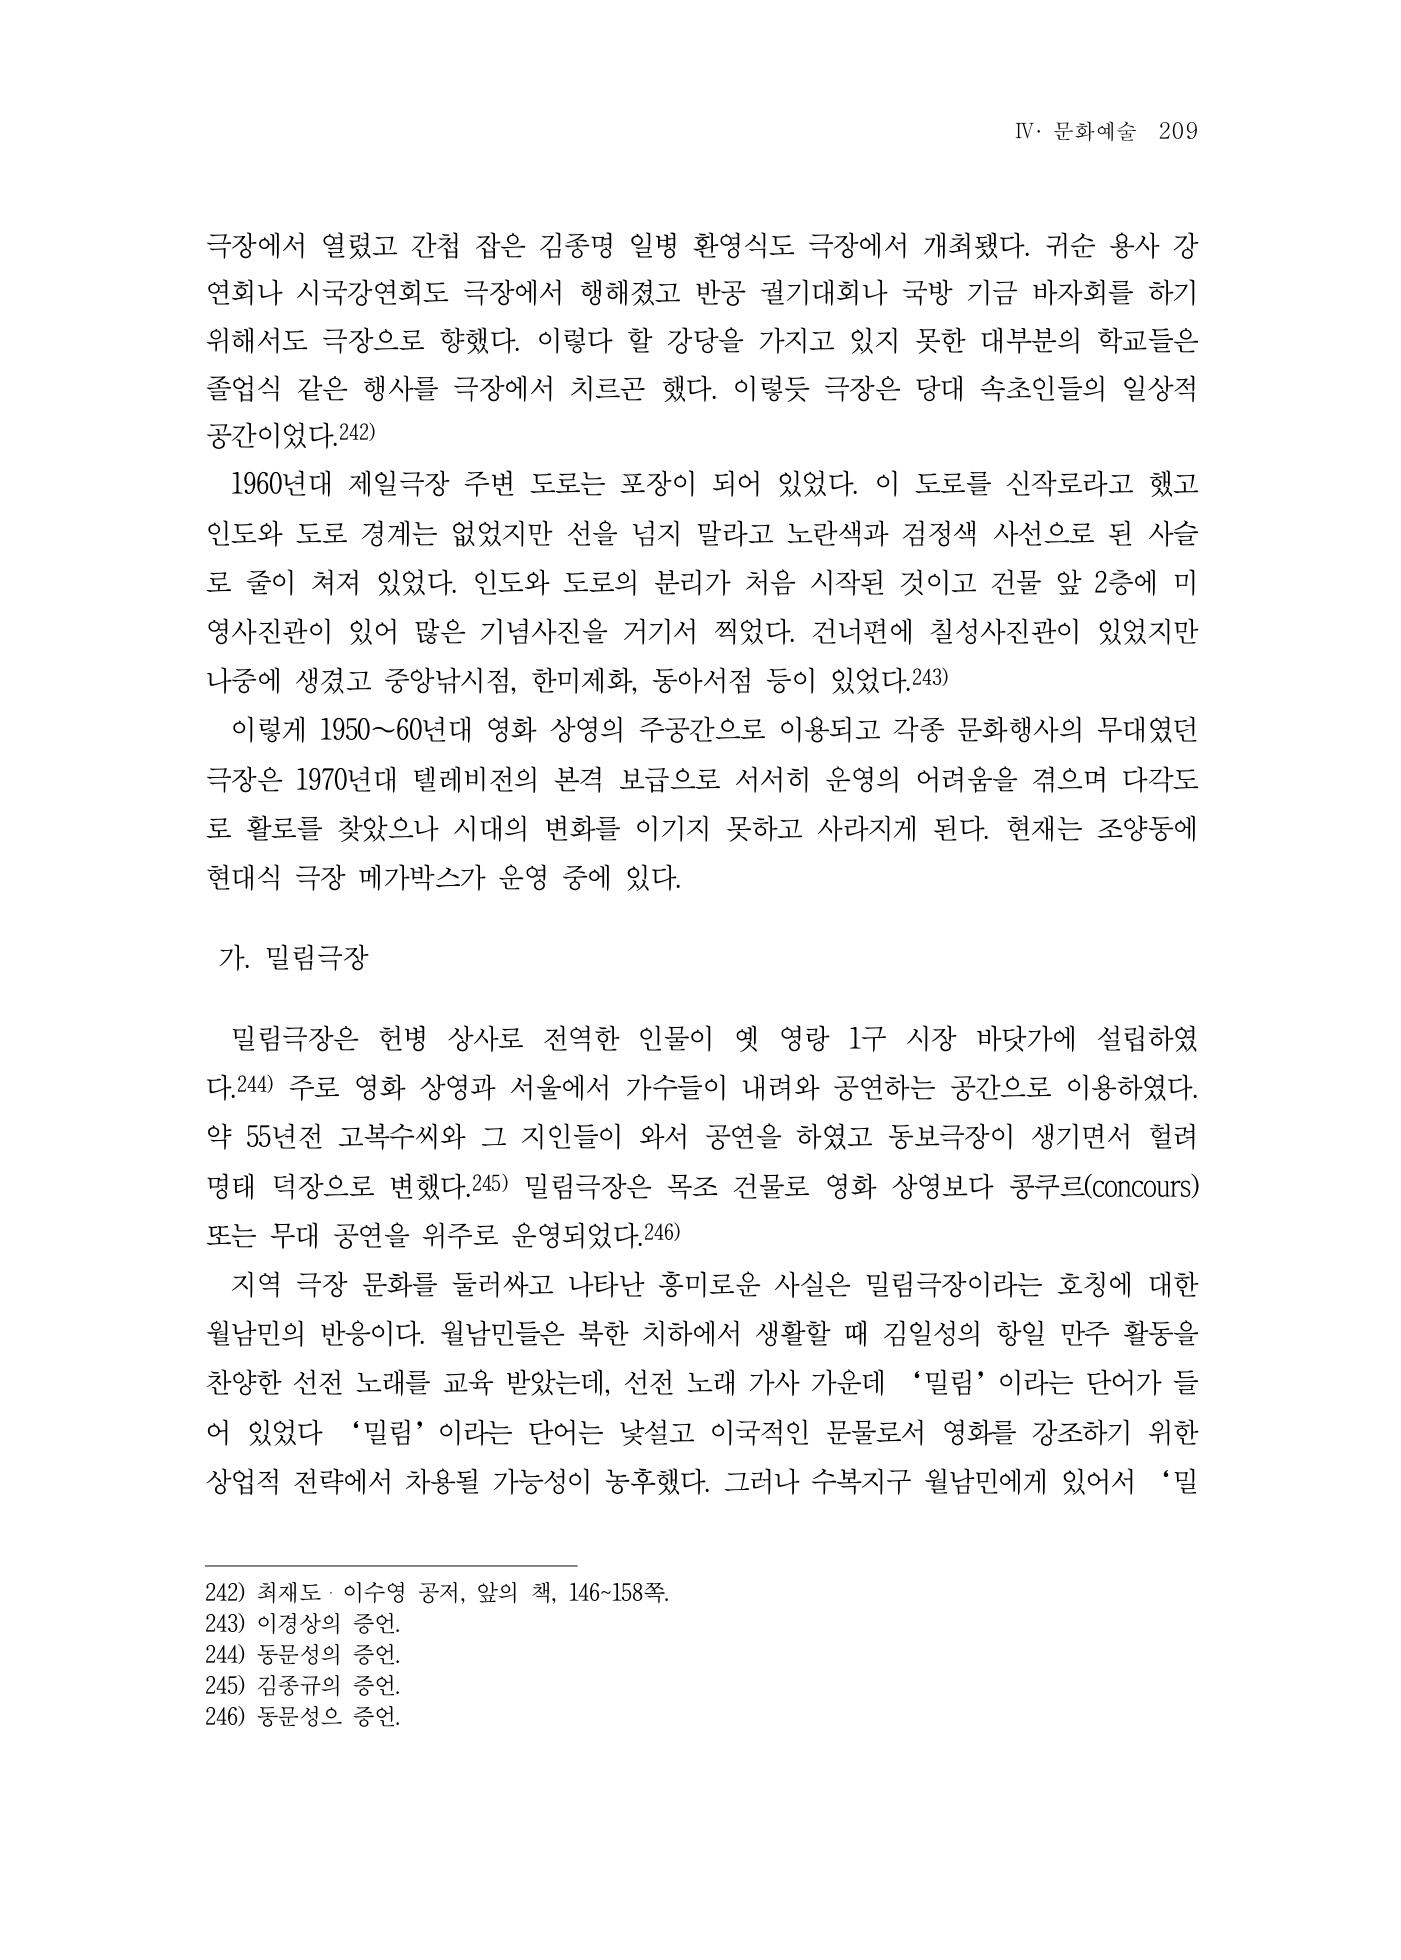 Ⅳ· 문화예술 209
극장에서 열렸고 간첩 잡은 김종명 일병 환영식도 극장에서 개최됐다. 귀순 용사 강
연회나 시국강연회도 극장에서 행해졌고 반공 궐기대회나 국방 기금 바자회를 하기
위해서도 극장으로 향했다. 이렇다 할 강당을 가지고 있지 못한 대부분의 학교들은
졸업식 같은 행사를 극장에서 치르곤 했다. 이렇듯 극장은 당대 속초인들의 일상적
공간이었다.242)
1960년대 제일극장 주변 도로는 포장이 되어 있었다. 이 도로를 신작로라고 했고
인도와 도로 경계는 없었지만 선을 넘지 말라고 노란색과 검정색 사선으로 된 사슬
로 줄이 쳐져 있었다. 인도와 도로의 분리가 처음 시작된 것이고 건물 앞 2층에 미
영사진관이 있어 많은 기념사진을 거기서 찍었다. 건너편에 칠성사진관이 있었지만
나중에 생겼고 중앙낚시점, 한미제화, 동아서점 등이 있었다.243)
이렇게 1950～60년대 영화 상영의 주공간으로 이용되고 각종 문화행사의 무대였던
극장은 1970년대 텔레비전의 본격 보급으로 서서히 운영의 어려움을 겪으며 다각도
로 활로를 찾았으나 시대의 변화를 이기지 못하고 사라지게 된다. 현재는 조양동에
현대식 극장 메가박스가 운영 중에 있다.
가. 밀림극장
밀림극장은 헌병 상사로 전역한 인물이 옛 영랑 1구 시장 바닷가에 설립하였
다.244) 주로 영화 상영과 서울에서 가수들이 내려와 공연하는 공간으로 이용하였다.
약 55년전 고복수씨와 그 지인들이 와서 공연을 하였고 동보극장이 생기면서 헐려
명태 덕장으로 변했다.245) 밀림극장은 목조 건물로 영화 상영보다 콩쿠르(concours)
또는 무대 공연을 위주로 운영되었다.246)
지역 극장 문화를 둘러싸고 나타난 흥미로운 사실은 밀림극장이라는 호칭에 대한
월남민의 반응이다. 월남민들은 북한 치하에서 생활할 때 김일성의 항일 만주 활동을
찬양한 선전 노래를 교육 받았는데, 선전 노래 가사 가운데 ‘밀림’이라는 단어가 들
어 있었다 ‘밀림’이라는 단어는 낯설고 이국적인 문물로서 영화를 강조하기 위한
상업적 전략에서 차용될 가능성이 농후했다. 그러나 수복지구 월남민에게 있어서 ‘밀
242) 최재도·이수영 공저, 앞의 책, 146~158쪽.
243) 이경상의 증언.
244) 동문성의 증언.
245) 김종규의 증언.
246) 동문성으 증언.